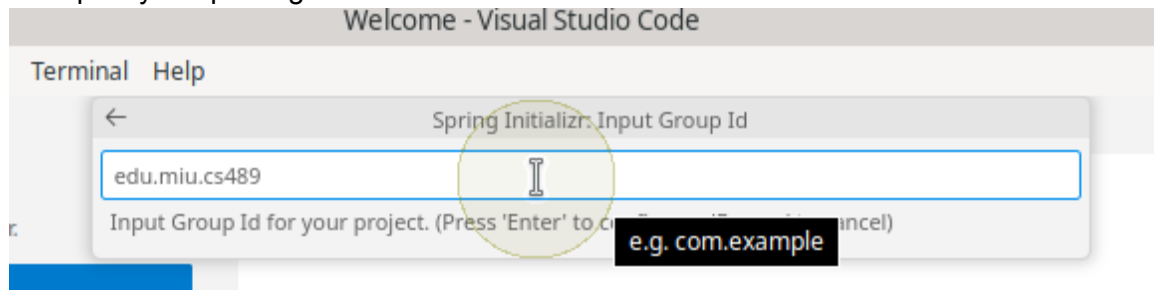 Welcome - Visual Studio Code
Terminal Help
← Spring Initializr: Input Group Id
edu.miu.cs489
Input Group Id for your project. (Press 'Enter' to
e.g. com.example